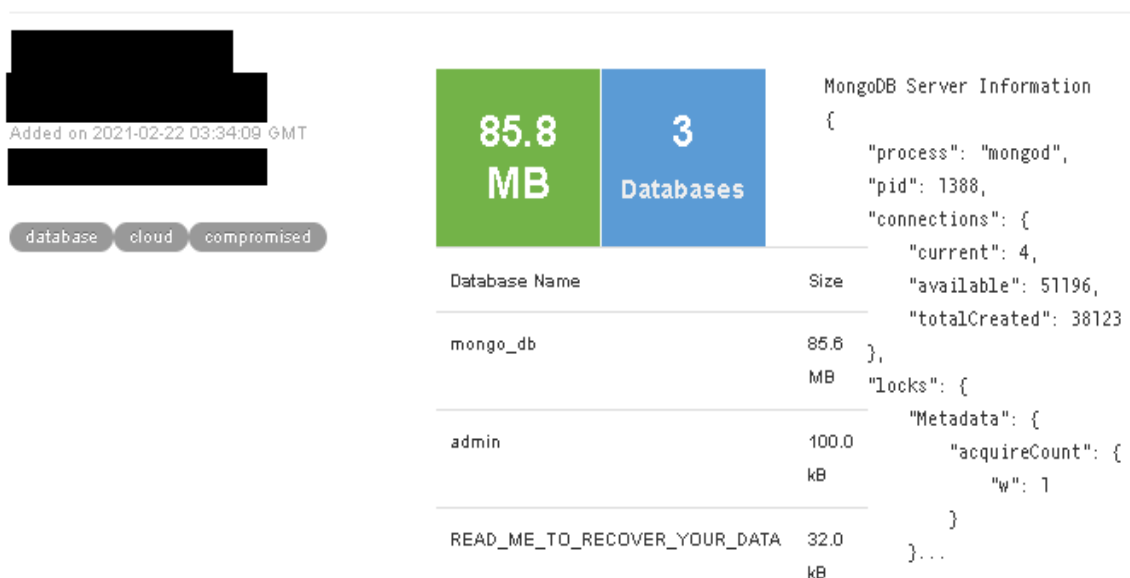 Added on 2021-02-22 03:34:09 GMT
database
cloud
compromised
85.8
MB
3
Databases
Database Name Size
mongo_db 85.6
MB
admin 100.0
kB
READ_ME_TO_RECOVER_YOUR_DATA 32.0
kB
MongoDB Server Information
{
"process": "mongod",
"pid": 1388,
"connections": {
"current": 4,
"available": 51196,
"totalCreated": 38123
},
"locks": {
"Metadata": {
"acquireCount": {
"w": 1
}
}...